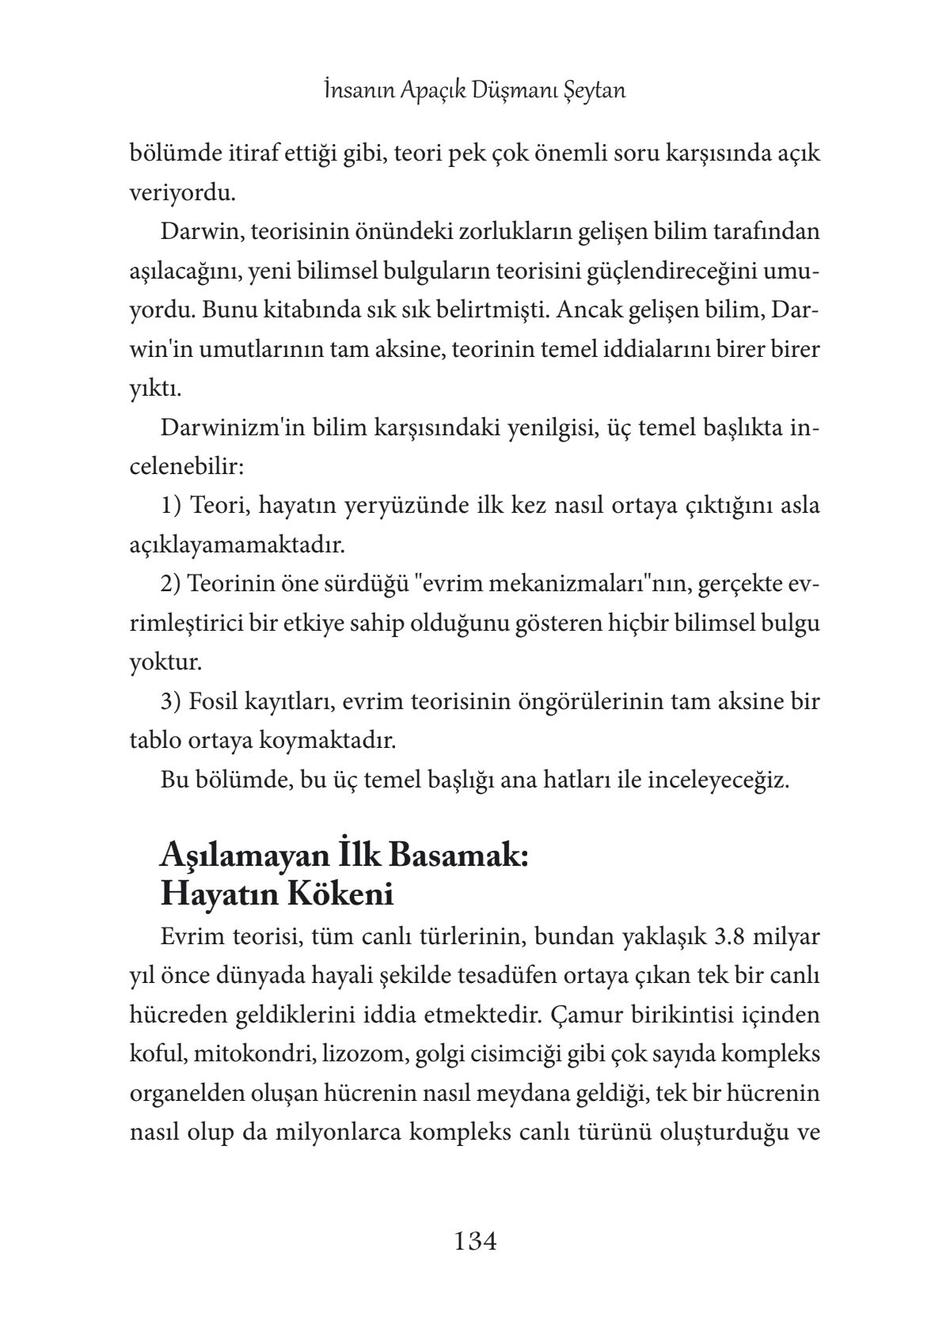 İnsanın Apaçık Düşmanı Şeytan
bölümde itiraf ettiği gibi, teori pek çok önemli soru karşısında açık
veriyordu.
Darwin, teorisinin önündeki zorlukların gelişen bilim tarafından
aşılacağını, yeni bilimsel bulguların teorisini güçlendireceğini umu-
yordu. Bunu kitabında sık sık belirtmişti. Ancak gelişen bilim, Dar-
win'in umutlarının tam aksine, teorinin temel iddialarını birer birer
yıktı.
Darwinizm'in bilim karşısındaki yenilgisi, üç temel başlıkta in-
celenebilir:
1) Teori, hayatın yeryüzünde ilk kez nasıl ortaya çıktığını asla
açıklayamamaktadır.
2) Teorinin öne sürdüğü "evrim mekanizmaları"nın, gerçekte ev-
rimleştirici bir etkiye sahip olduğunu gösteren hiçbir bilimsel bulgu
yoktur.
3) Fosil kayıtları, evrim teorisinin öngörülerinin tam aksine bir
tablo ortaya koymaktadır.
Bu bölümde, bu üç temel başlığı ana hatları ile inceleyeceğiz.
Aşılamayan İlk Basamak:
Hayatın Kökeni
Evrim teorisi, tüm canlı türlerinin, bundan yaklaşık 3.8 milyar
yıl önce dünyada hayali şekilde tesadüfen ortaya çıkan tek bir canlı
hücreden geldiklerini iddia etmektedir. Çamur birikintisi içinden
koful, mitokondri, lizozom, golgi cisimciği gibi çok sayıda kompleks
organelden oluşan hücrenin nasıl meydana geldiği, tek bir hücrenin
nasıl olup da milyonlarca kompleks canlı türünü oluşturduğu ve
134